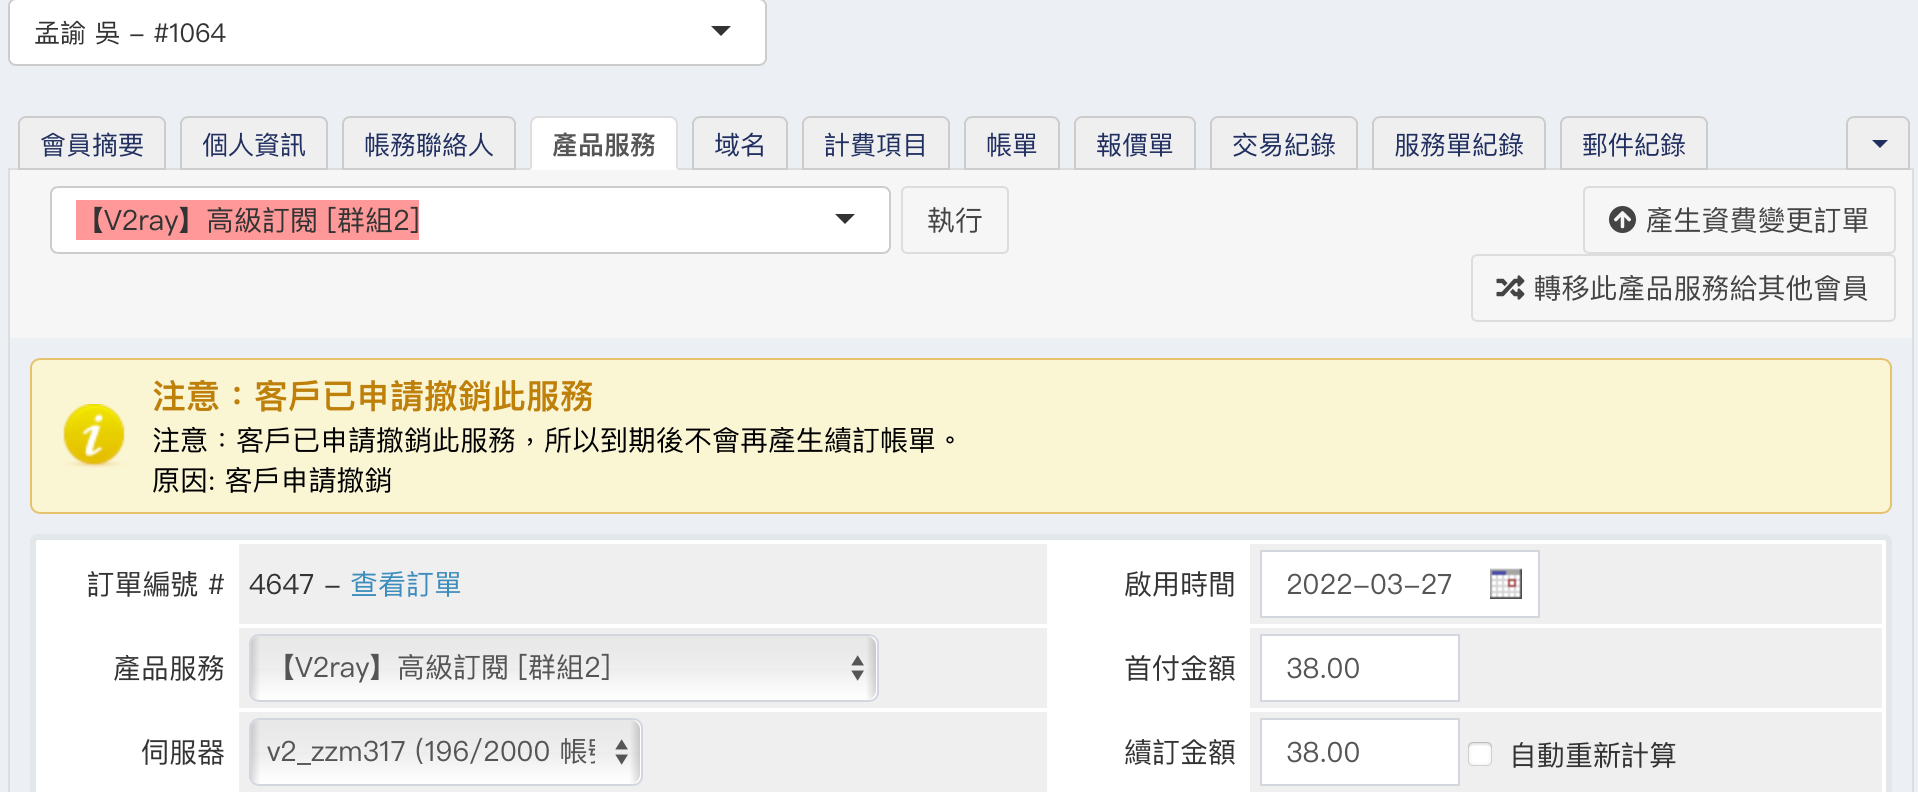 孟諭 吳 – #1064
會員摘要 個人資訊 帳務聯絡人 產品服務 域名 計費項目 帳單 報價單 交易紀錄 服務單紀錄 郵件紀錄
【V2ray】高級訂閱 [群組2] 執行 產生資費變更訂單
轉移此產品服務給其他會員
注意：客戶已申請撤銷此服務
注意：客戶已申請撤銷此服務，所以到期後不會再產生續訂帳單。
原因: 客戶申請撤銷
訂單編號 # 4647 – 查看訂單 啟用時間 2022-03-27
產品服務 【V2ray】高級訂閱 [群組2] 首付金額 38.00
伺服器 v2_zzm317 (196/2000 帳 續訂金額 38.00 自動重新計算